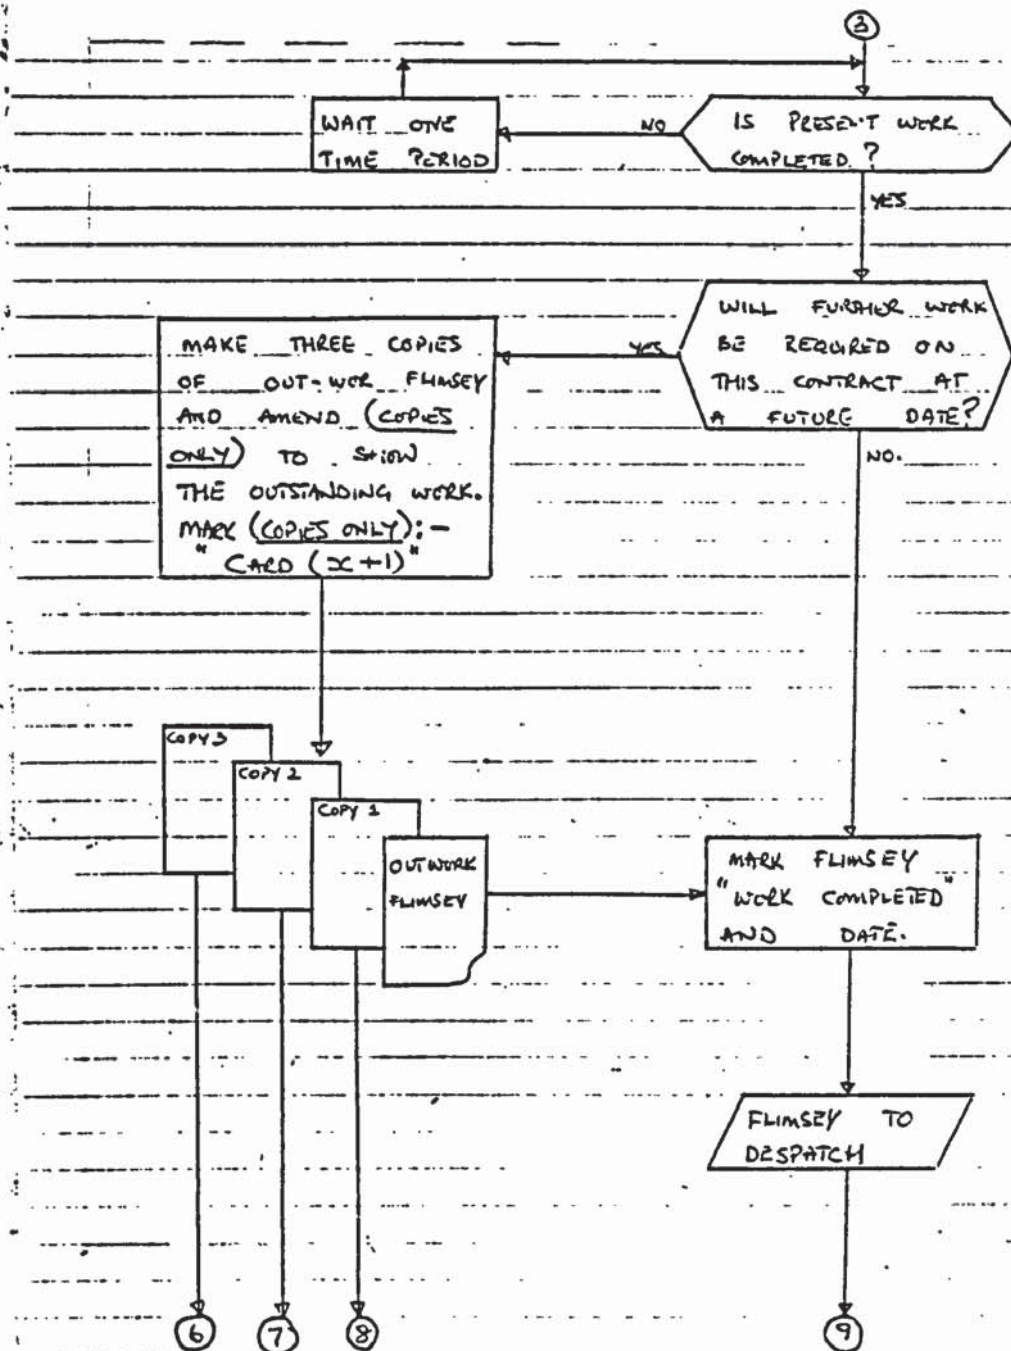 3
WAIT ONE
TIME PERIOD
NO
IS PRESENT WORK
COMPLETED?
YES
WILL FURTHER WORK
BE REQUIRED ON
THIS CONTRACT AT
A FUTURE DATE?
YES
NO.
MAKE THREE COPIES
OF OUT-WOR FLIMSEY
AND AMEND (COPIES
ONLY) TO SHOW
THE OUTSTANDING WORK.
MARK (COPIES ONLY):-
"CARD (x+1)"
COPY 3
COPY 2
COPY 1
OUTWORK
FLIMSEY
MARK FLIMSEY
"WORK COMPLETED"
AND DATE.
FLIMSEY TO
DESPATCH
6
7
8
9